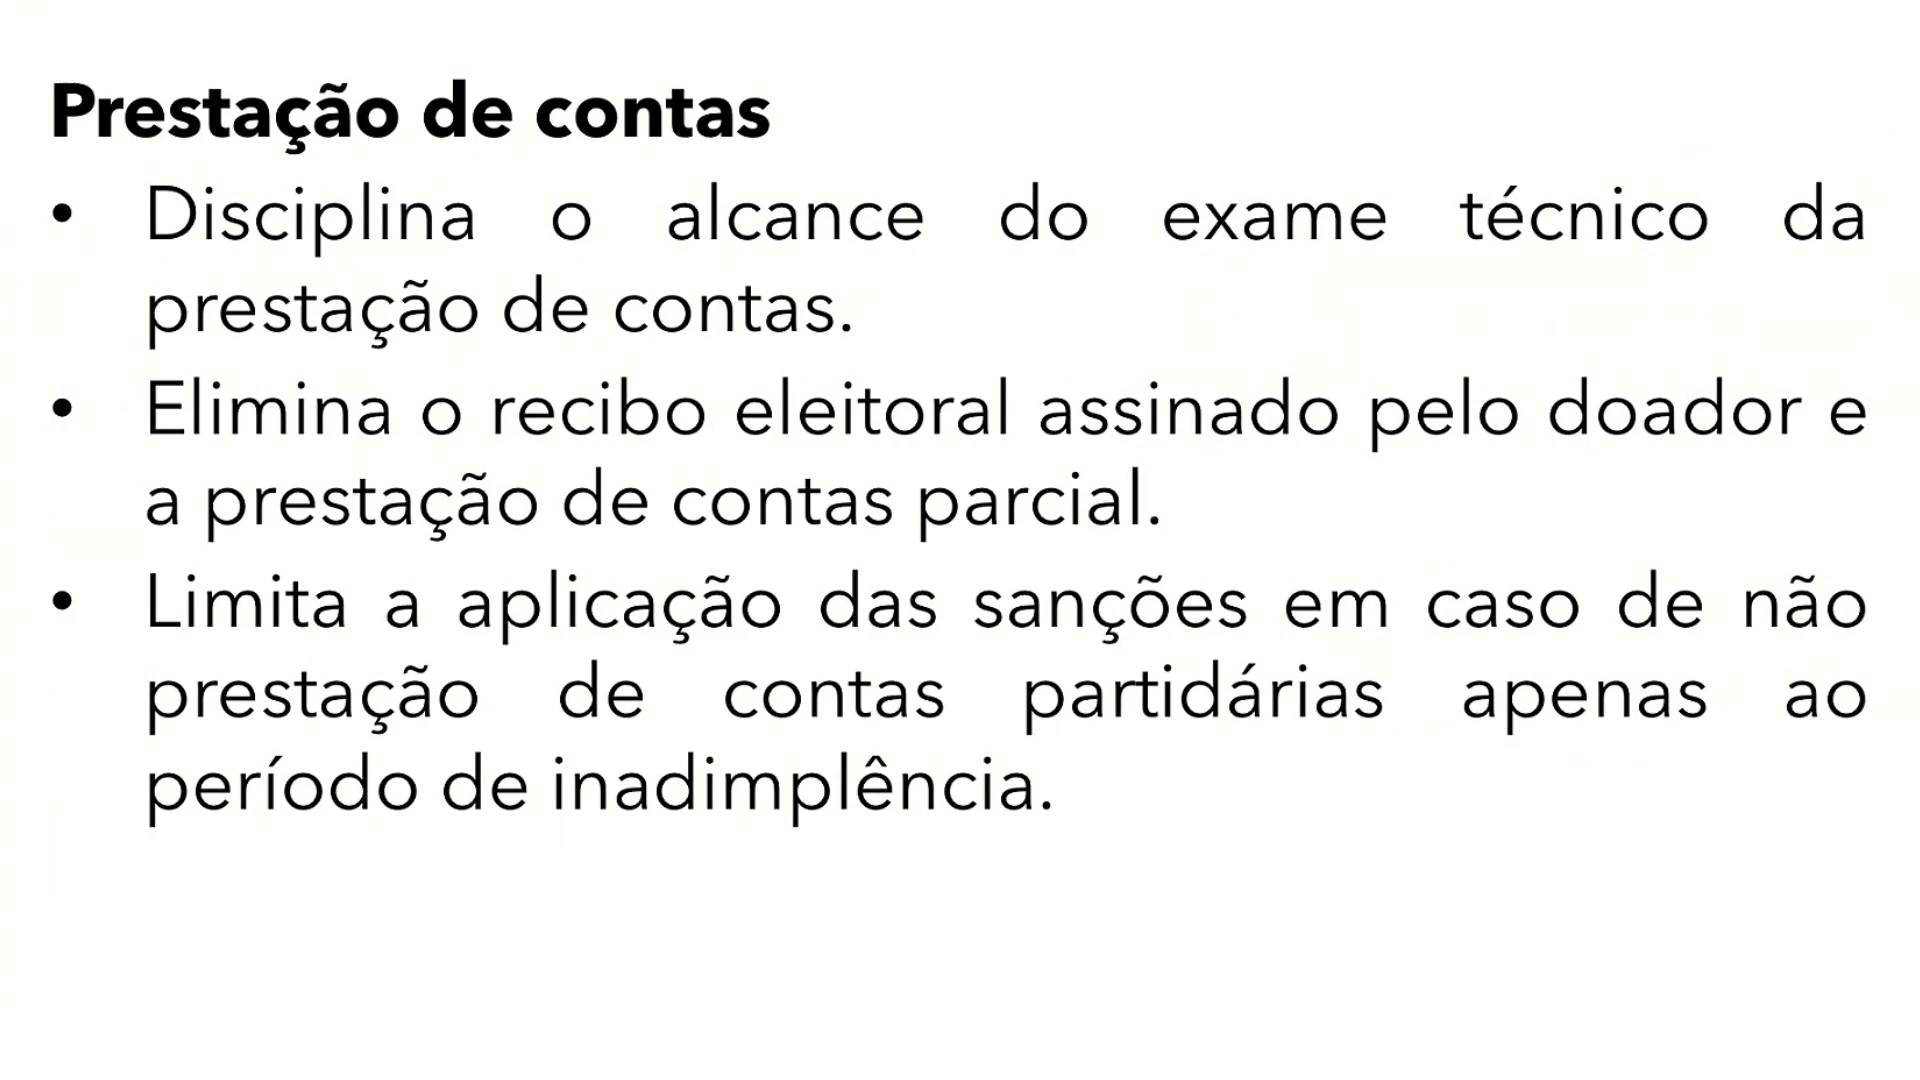 Prestação de contas
• Disciplina o alcance do exame técnico da
prestação de contas.
• Elimina o recibo eleitoral assinado pelo doador e
a prestação de contas parcial.
• Limita a aplicação das sanções em caso de não
prestação de contas partidárias apenas ao
período de inadimplência.